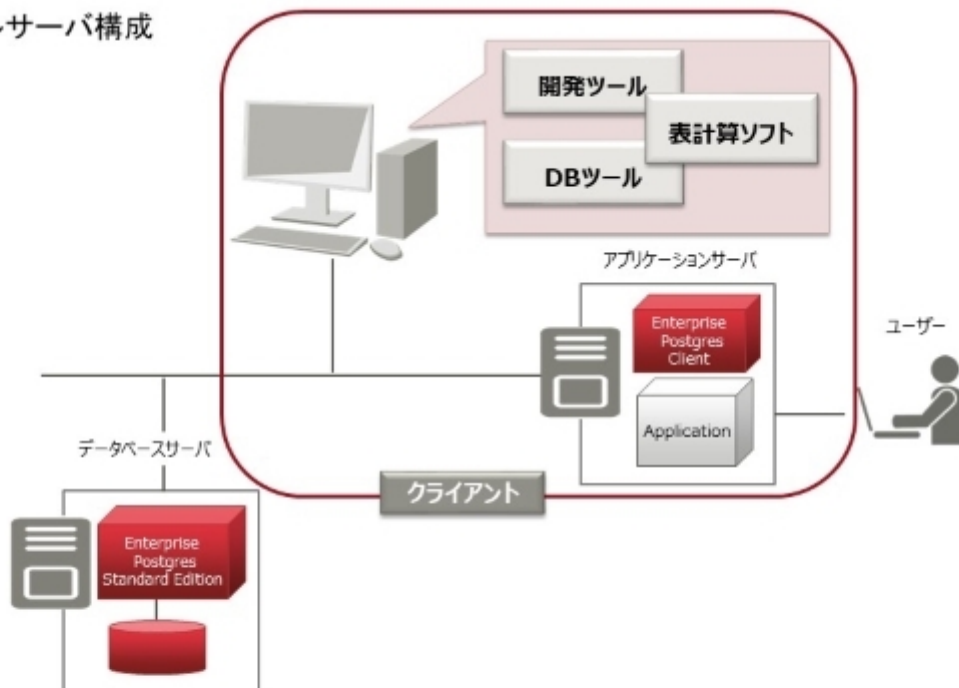 ルサーバ構成
開発ツール
表計算ソフト
DBツール
アプリケーションサーバ
Enterprise
Postgres
Client
ユーザー
Application
データベースサーバ
クライアント
Enterprise
Postgres
Standard Edition